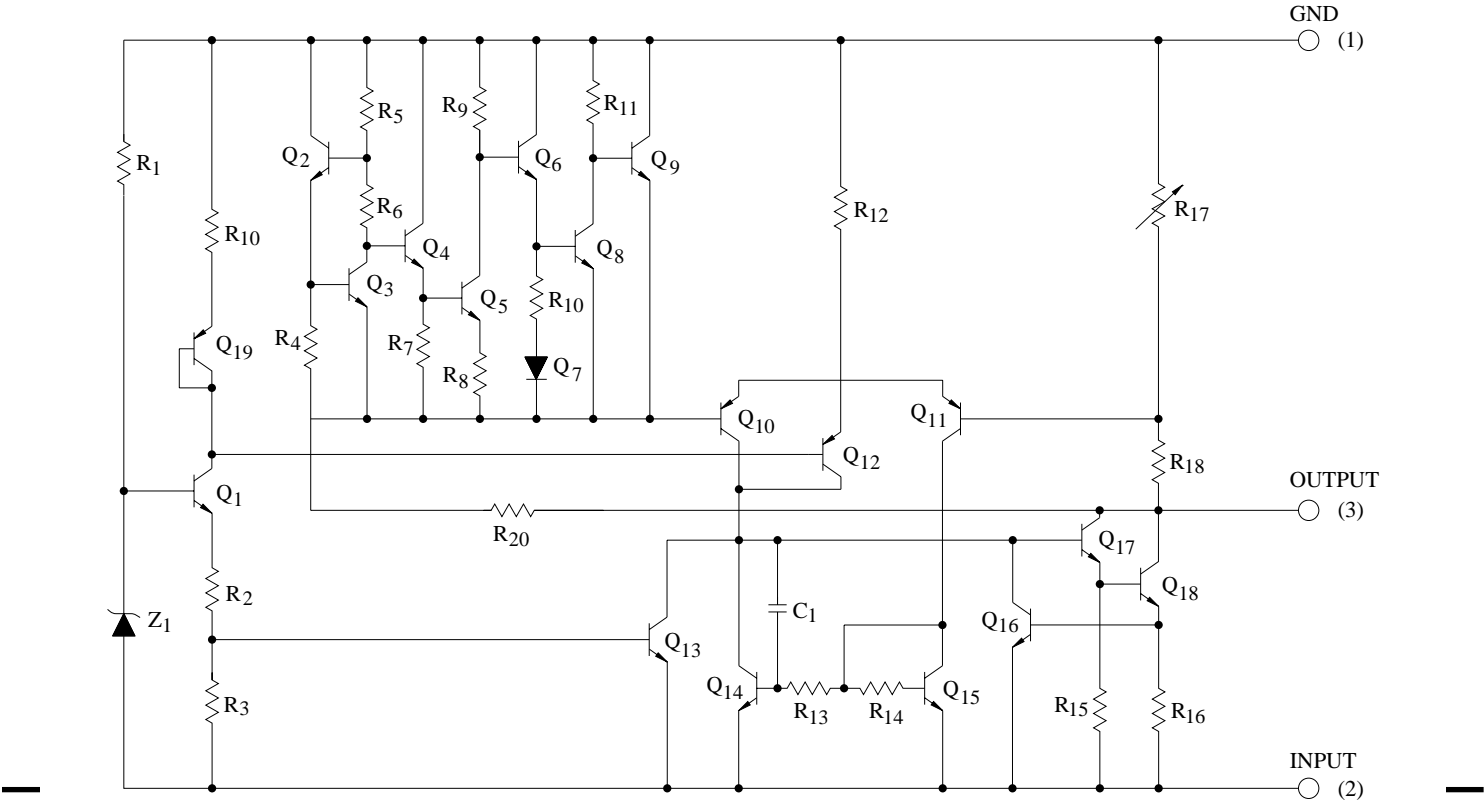 GND
(1)
R5
R9
R11
Q2
Q6
Q9
R1
R6
R12
R17
R10
Q4
Q8
Q3
Q5
R10
R4
R7
Q19
R8
Q7
Q10
Q11
Q12
R18
Q1
OUTPUT
(3)
R20
Q17
R2
Q18
Z1
C1
Q16
Q13
Q14
Q15
R3
R13
R14
R15
R16
INPUT
(2)